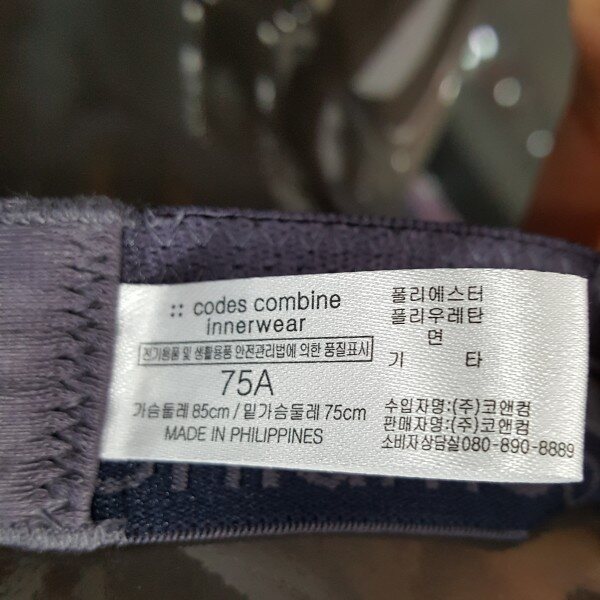 :: codes combine
innerwear
전기용품 및 생활용품 안전관리법에 의한 품질표시
75A
가슴둘레 85cm / 밑가슴둘레 75cm
MADE IN PHILIPPINES
폴리에스터
폴리우레탄
면
기 타
수입자명:(주)코앤컴
판매자명:(주)코앤컴
소비자상담실080-890-8889